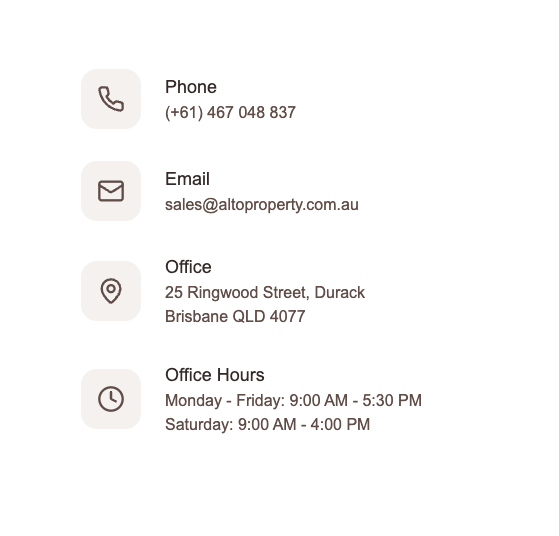 Phone
(+61) 467 048 837
Email
sales@altoproperty.com.au
Office
25 Ringwood Street, Durack
Brisbane QLD 4077
Office Hours
Monday - Friday: 9:00 AM - 5:30 PM
Saturday: 9:00 AM - 4:00 PM